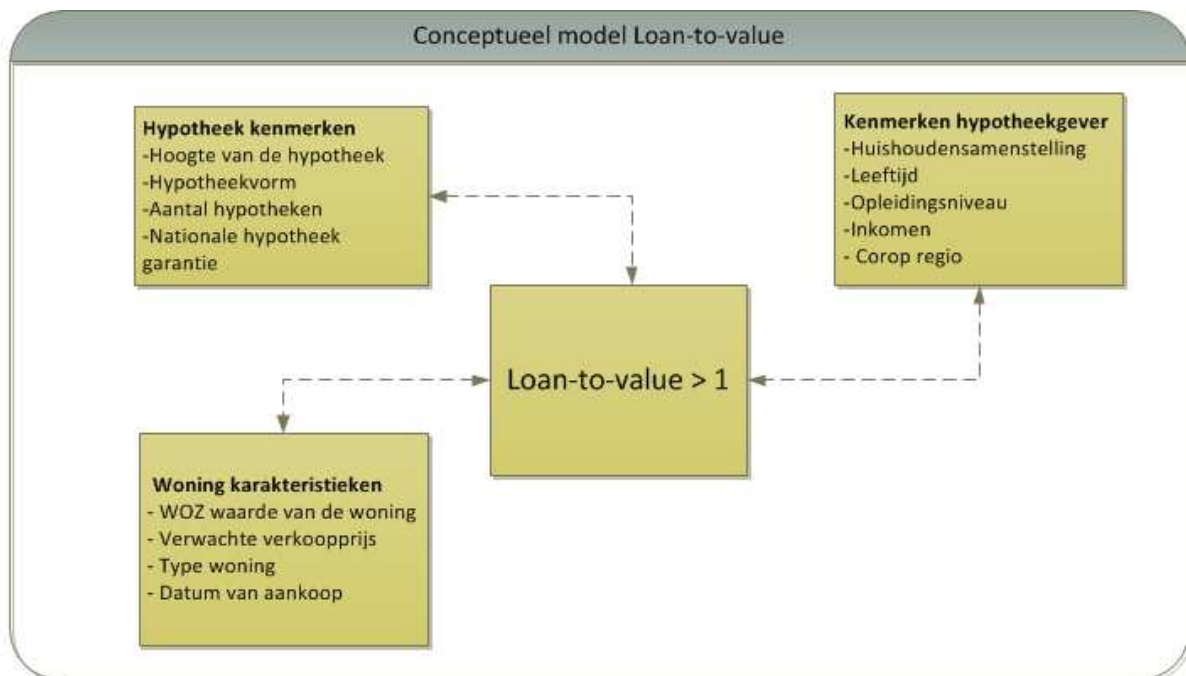 Conceptueel model Loan-to-value
Hypotheek kenmerken
-Hoogte van de hypotheek
-Hypotheekvorm
-Aantal hypotheken
-Nationale hypotheek
garantie
Kenmerken hypotheekgever
-Huishoudensamenstelling
-Leeftijd
-Opleidingsniveau
-Inkomen
- Corop regio
Loan-to-value > 1
Woning karakteristieken
- WOZ waarde van de woning
- Verwachte verkoopprijs
- Type woning
- Datum van aankoop